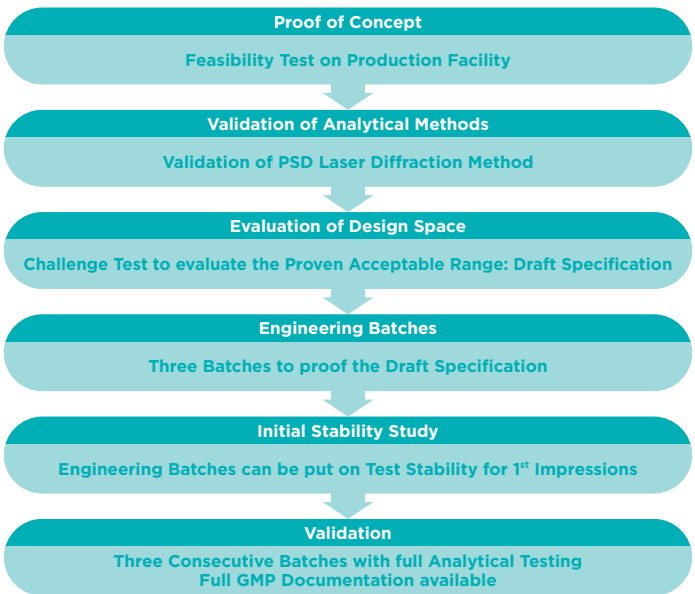 Proof of Concept
Feasibility Test on Production Facility
Validation of Analytical Methods
Validation of PSD Laser Diffraction Method
Evaluation of Design Space
Challenge Test to evaluate the Proven Acceptable Range: Draft Specification
Engineering Batches
Three Batches to proof the Draft Specification
Initial Stability Study
Engineering Batches can be put on Test Stability for 1st Impressions
Validation
Three Consecutive Batches with full Analytical Testing
Full GMP Documentation available